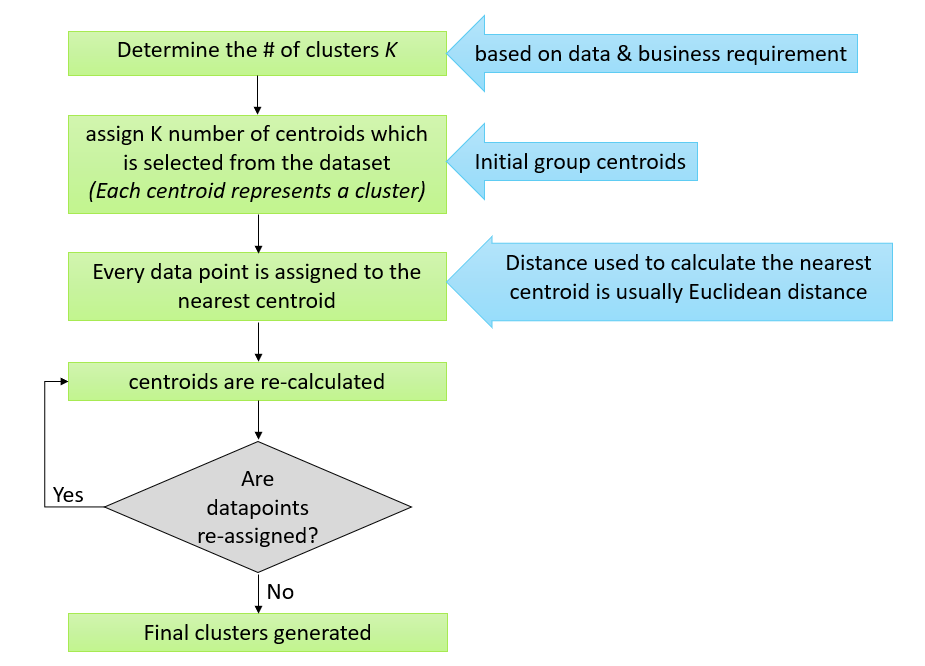 Determine the # of clusters K
based on data & business requirement
assign K number of centroids which
is selected from the dataset
(Each centroid represents a cluster)
Initial group centroids
Every data point is assigned to the
nearest centroid
Distance used to calculate the nearest
centroid is usually Euclidean distance
centroids are re-calculated
Are
datapoints
re-assigned?
Yes
No
Final clusters generated